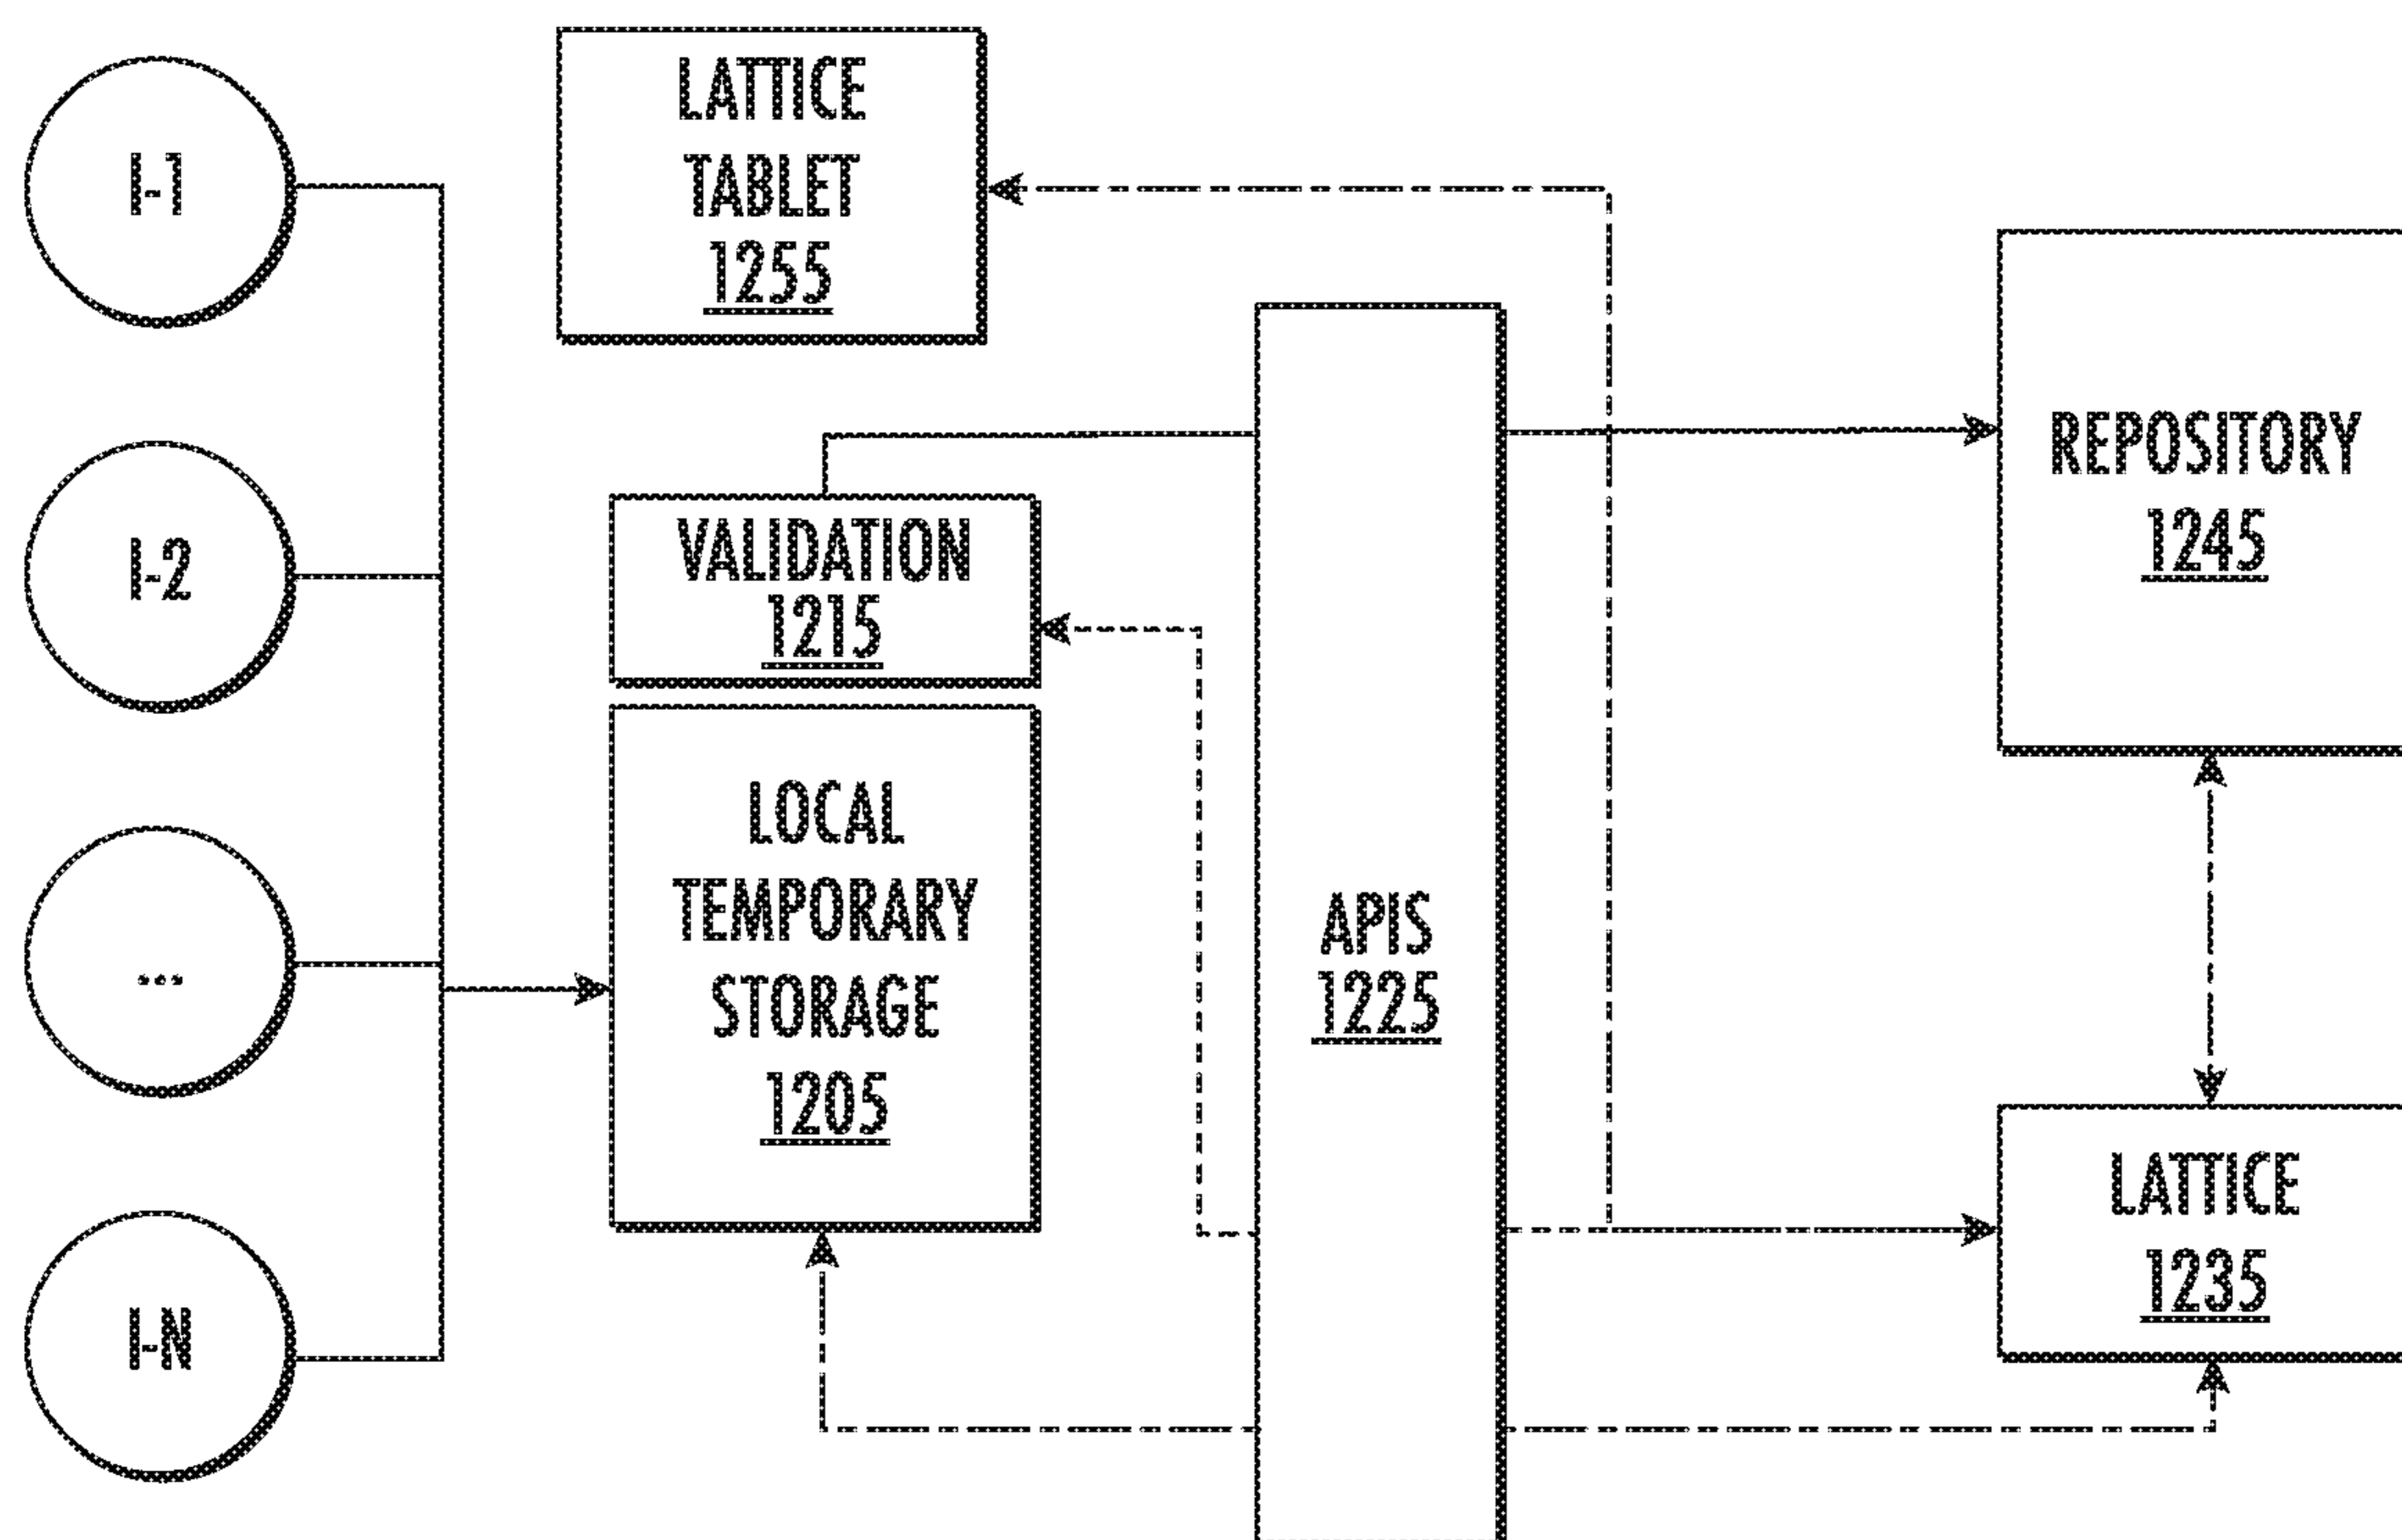 I-1
I-2
...
I-N
LATTICE
TABLET
1255
VALIDATION
1215
LOCAL
TEMPORARY
STORAGE
1205
APIS
1225
REPOSITORY
1245
LATTICE
1235